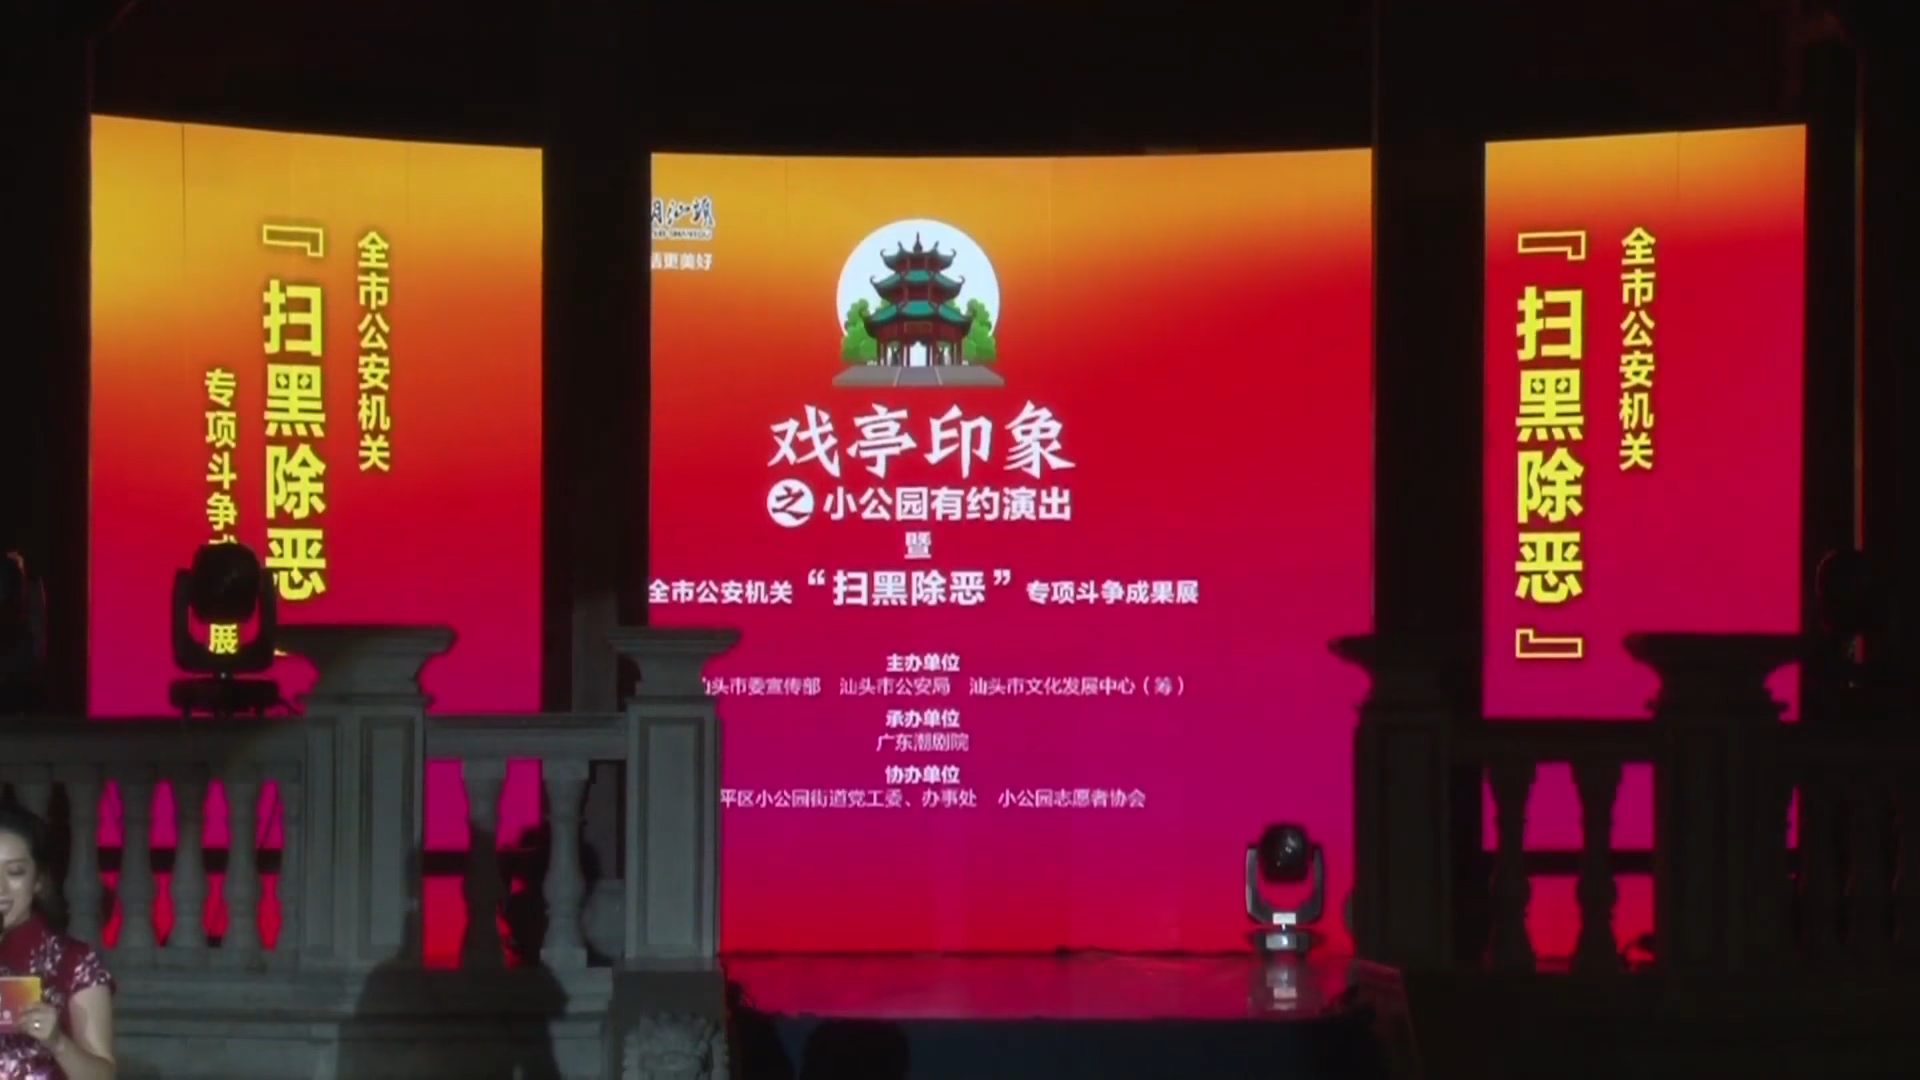 全市公安机关
『扫黑除恶
专项斗争
展
汕头
更美好
戏亭印象
之 小公园有约演出
暨
全市公安机关“扫黑除恶”专项斗争成果展
主办单位
汕头市委宣传部 汕头市公安局 汕头市文化发展中心（筹）
承办单位
广东潮剧院
协办单位
平区小公园街道党工委、办事处 小公园志愿者协会
全市公安机关
『扫黑除恶』